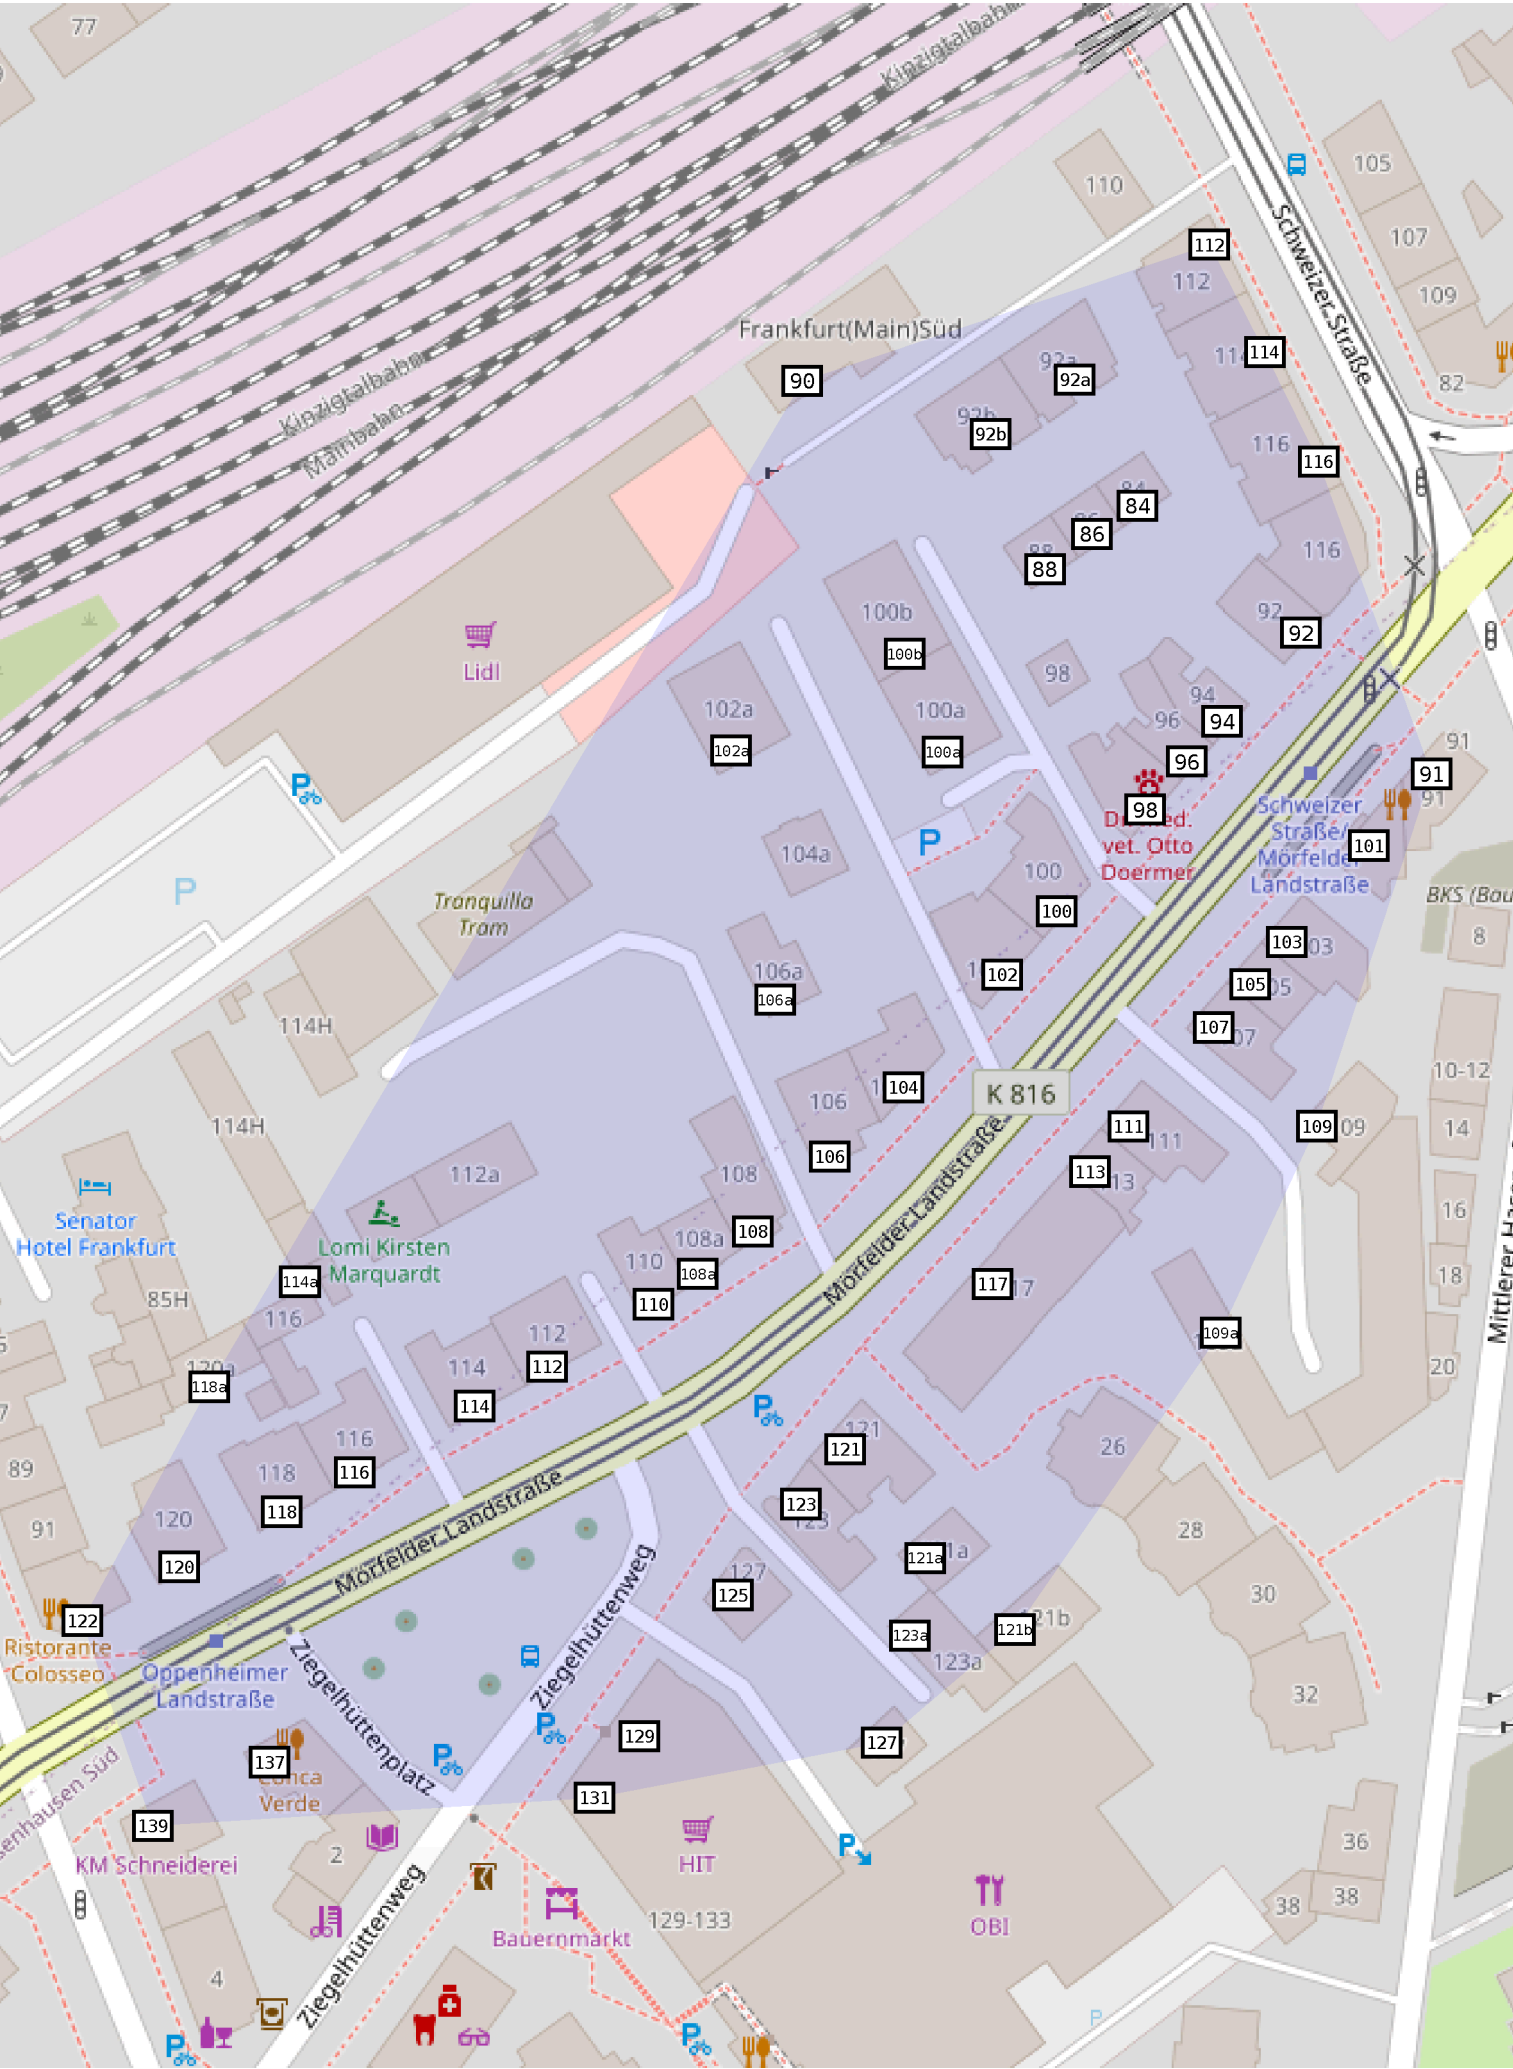 77
Kinzigtalbahn
105
110
107
Schweizer Straße
112
112
109
Frankfurt(Main)Süd
92a
114
90
92a
82
Kinzigtalbahn
Mainbahn
92b
92b
116
116
84
86
88
116
100b
92
92
Lidl
100b
98
102a
100a
94
94
96
102a
100a
96
91
91
98
Schweizer
Straße/
Mörfelder
Landstraße
91
vet. Otto
Doermer
101
104a
P
P
100
BKS (Bau
Tranquilla
Tram
100
103
8
106a
102
105
106a
114H
107
10-12
K 816
106
104
114H
111
111
109
14
106
113
112a
108
117
16
Senator
Hotel Frankfurt
Lomi Kirsten
Marquardt
108a
108
110
108a
18
Mörfelder Landstraße
114a
85H
110
116
112
109a
114
112
20
118a
114
116
121
26
89
118
116
121
118
123
91
120
28
Mörfelder Landstraße
120
121a
127
125
30
122
123a
121b
121b
Ristorante
Colosseo
123a
Oppenheimer
Landstraße
Ziegelhüttenplatz
Ziegelhüttenweg
32
129
127
137
Conca
Verde
131
139
KM Schneiderei
2
HIT
36
Ziegelhüttenweg
129-133
38
38
Bauernmarkt
OBI
4
P